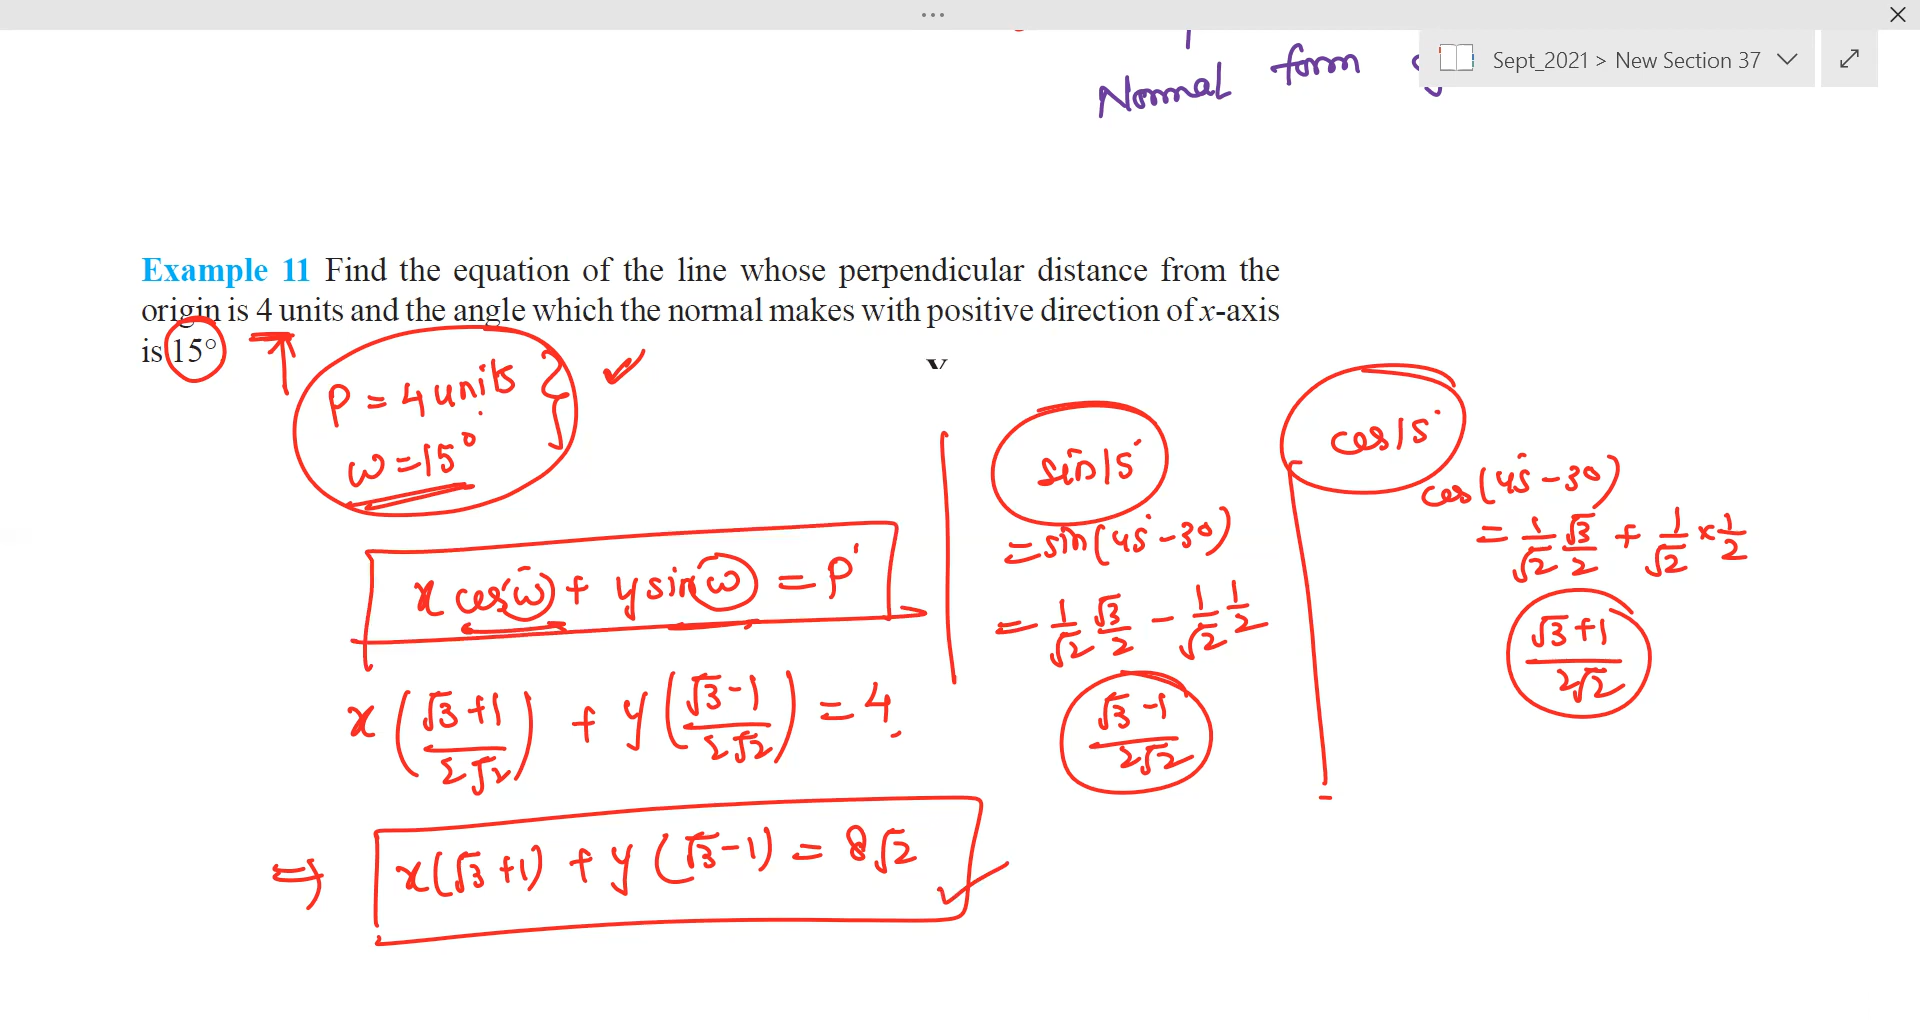 Normal form
Sept_2021 > New Section 37
Example 11 Find the equation of the line whose perpendicular distance from the
origin is 4 units and the angle which the normal makes with positive direction of x-axis
is 15°
P = 4 units
ω = 15°
x cos ω + y sin ω = P
x ((√3+1)/(2√2)) + y ((√3-1)/(2√2)) = 4.
⇒ x(√3+1) + y(√3-1) = 8√2
sin 15°
= sin(45°-30)
= 1/√2 √3/2 - 1/√2 1/2
(√3-1)/(2√2)
cos 15°
cos(45°-30)
= 1/√2 √3/2 + 1/√2 × 1/2
(√3+1)/(2√2)